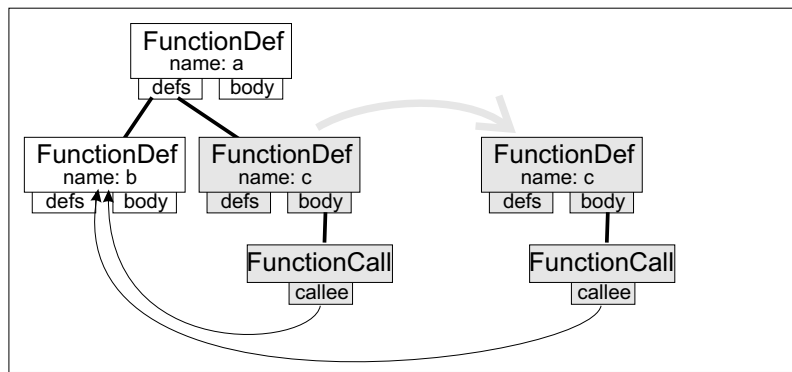 FunctionDef
name: a
defs body
FunctionDef FunctionDef FunctionDef
name: b name: c name: c
defs body defs body defs body
FunctionCall FunctionCall
callee callee